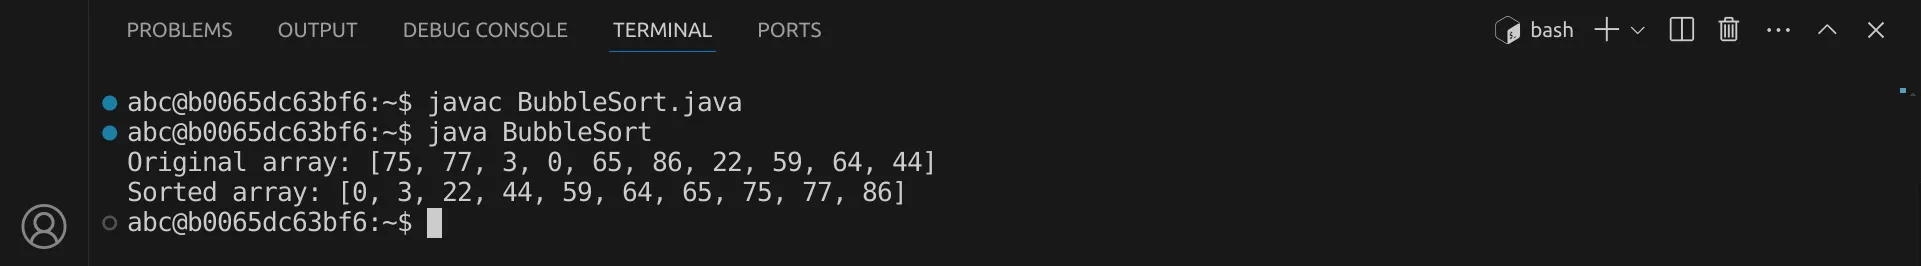 PROBLEMS OUTPUT DEBUG CONSOLE TERMINAL PORTS bash
abc@b0065dc63bf6:~$ javac BubbleSort.java
abc@b0065dc63bf6:~$ java BubbleSort
Original array: [75, 77, 3, 0, 65, 86, 22, 59, 64, 44]
Sorted array: [0, 3, 22, 44, 59, 64, 65, 75, 77, 86]
abc@b0065dc63bf6:~$